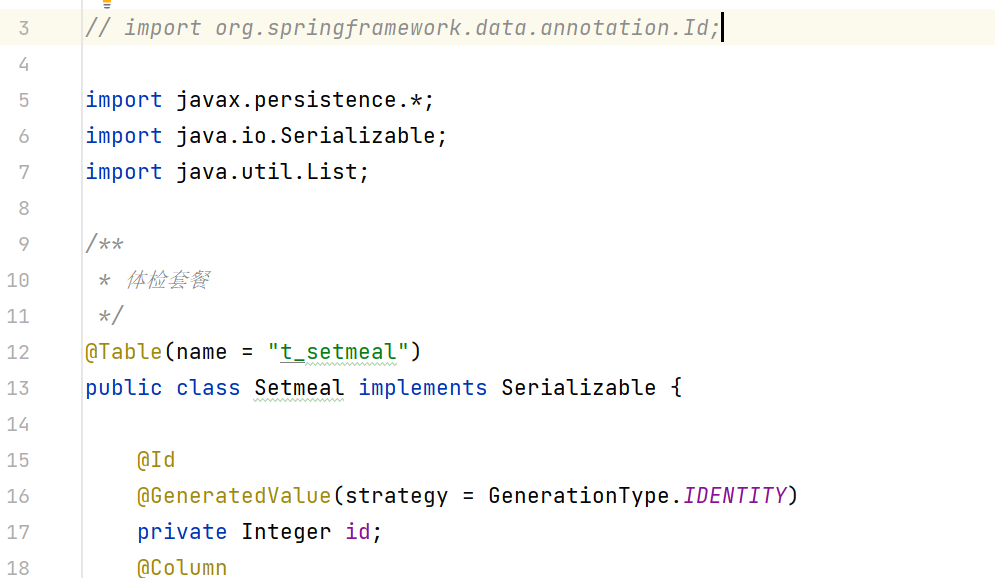 3 // import org.springframework.data.annotation.Id;
4
5 import javax.persistence.*;
6 import java.io.Serializable;
7 import java.util.List;
8
9 /**
10  * 体检套餐
11  */
12 @Table(name = "t_setmeal")
13 public class Setmeal implements Serializable {
14
15     @Id
16     @GeneratedValue(strategy = GenerationType.IDENTITY)
17     private Integer id;
18     @Column